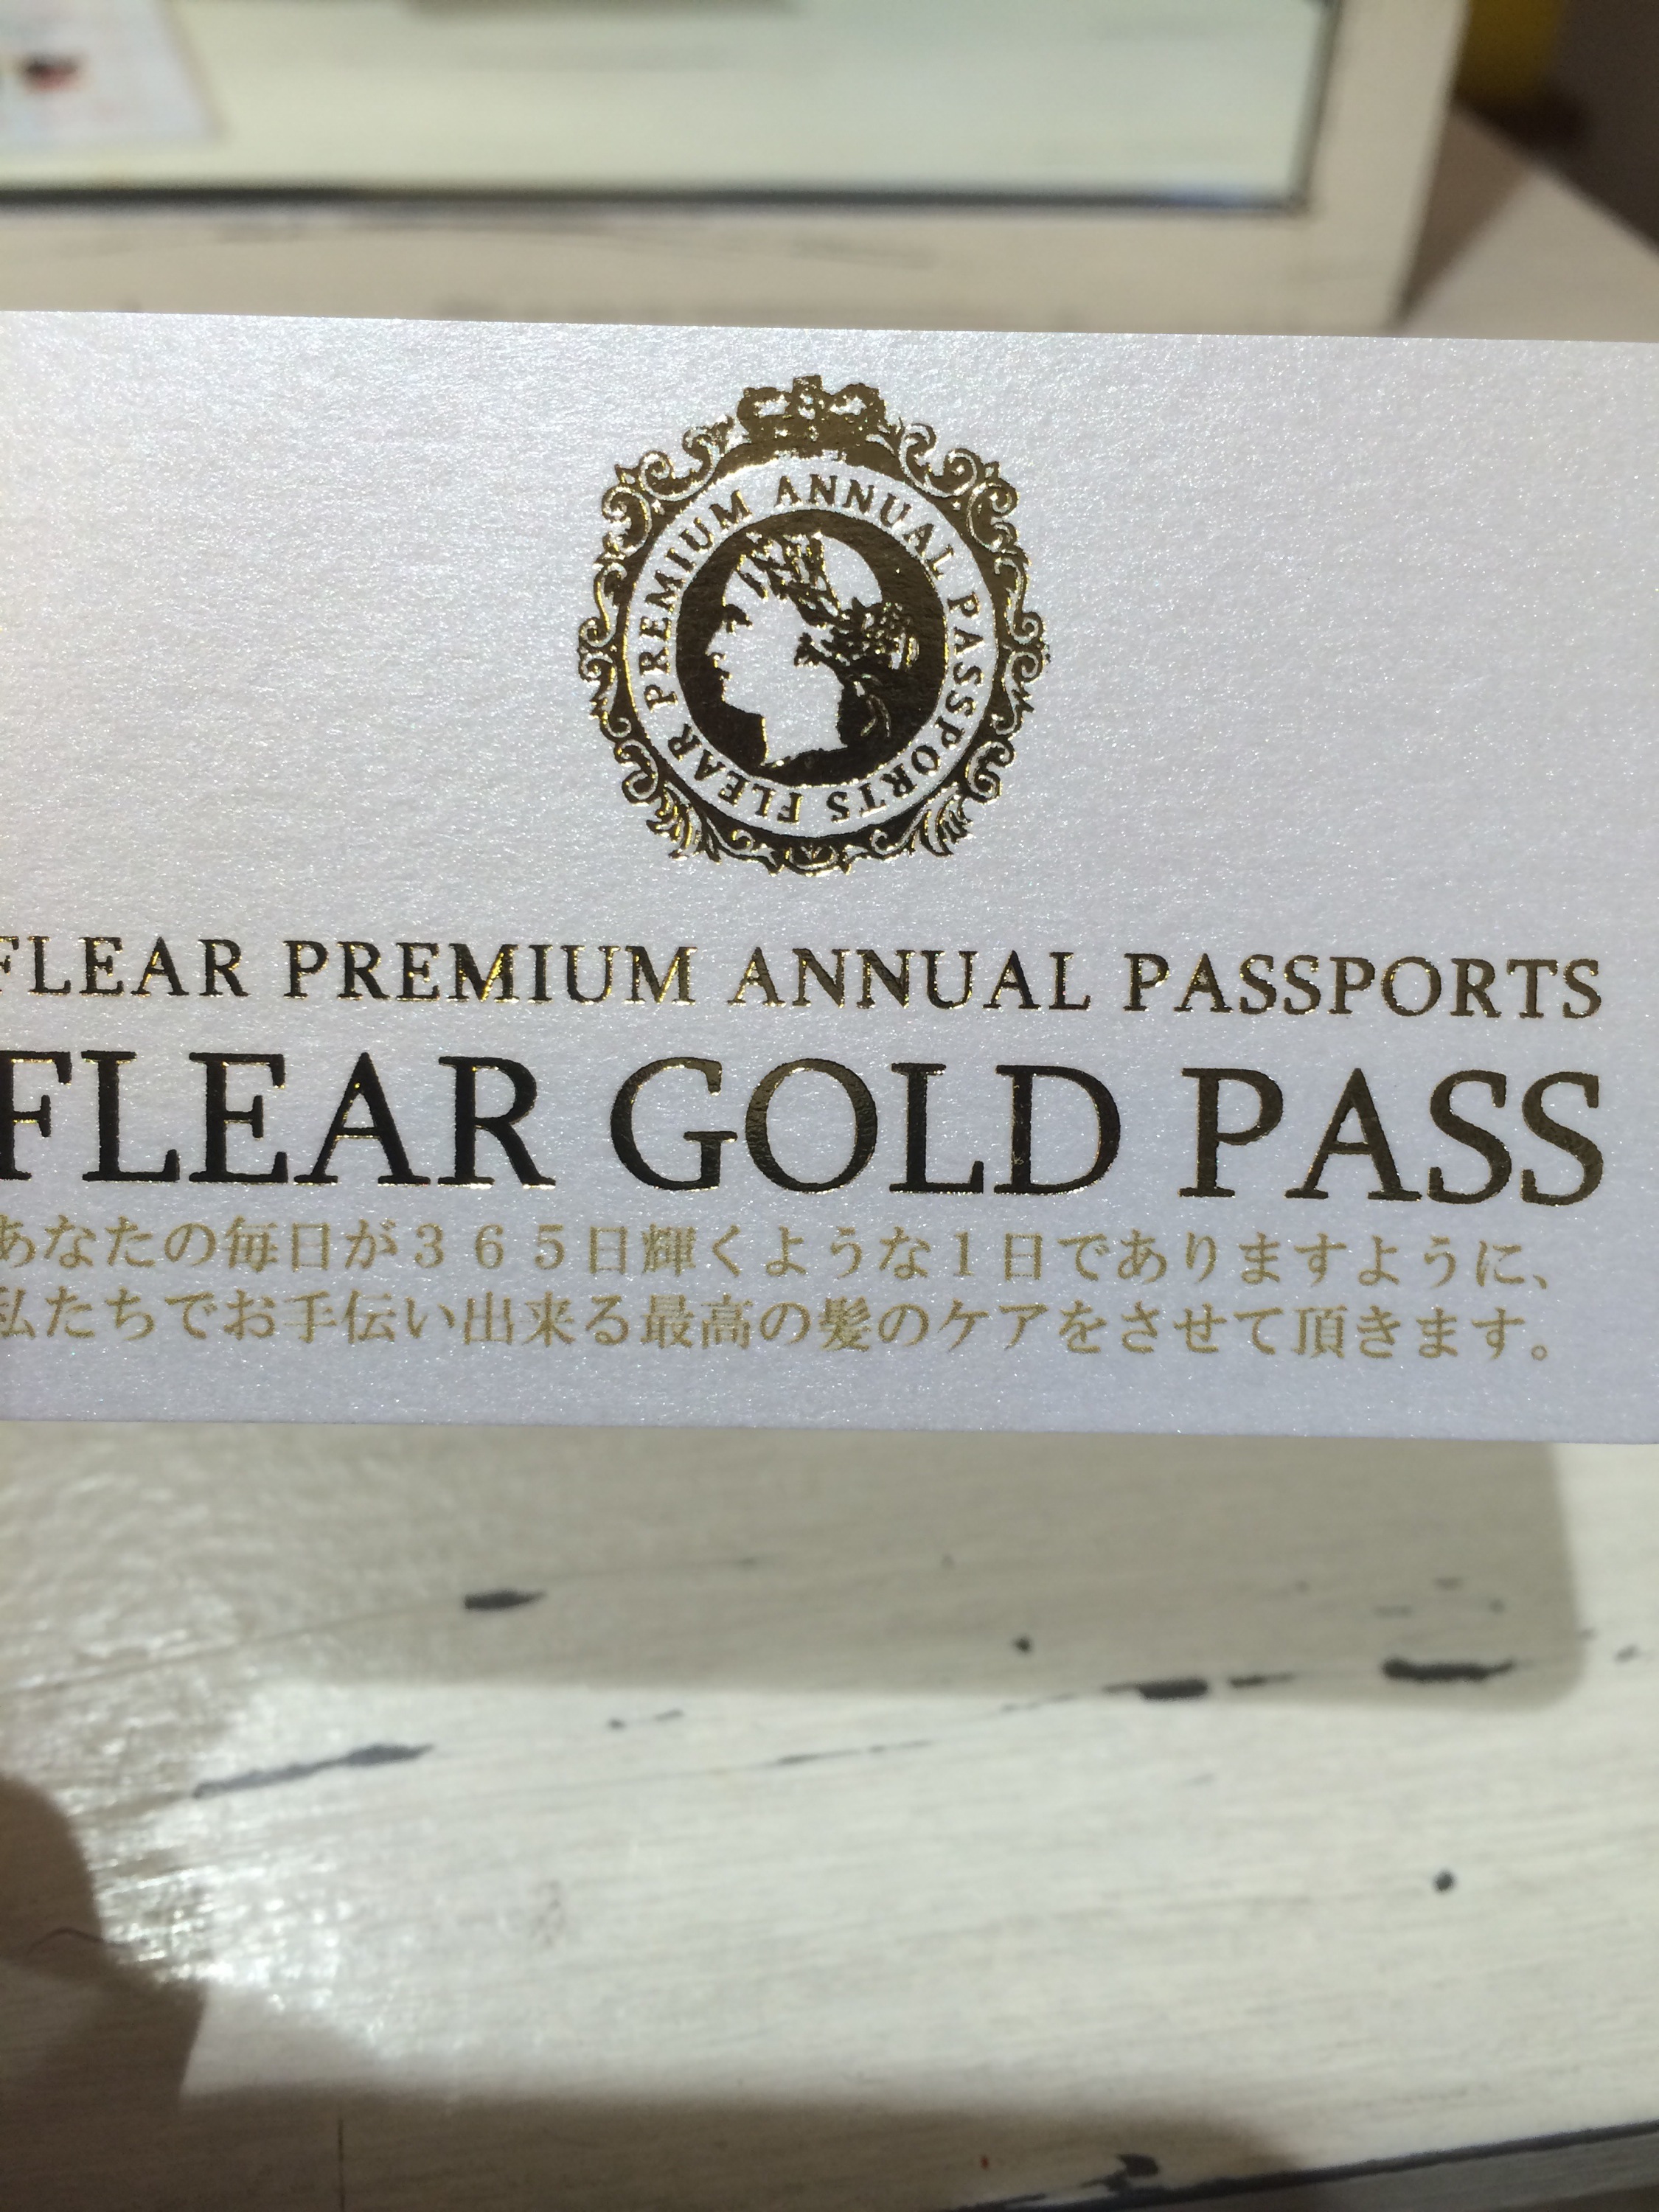 PREMIUM ANNUAL PASSPORTS FLEAR
FLEAR PREMIUM ANNUAL PASSPORTS
FLEAR GOLD PASS
あなたの毎日が３６５日輝くような１日でありますように、
私たちでお手伝い出来る最高の髪のケアをさせて頂きます。